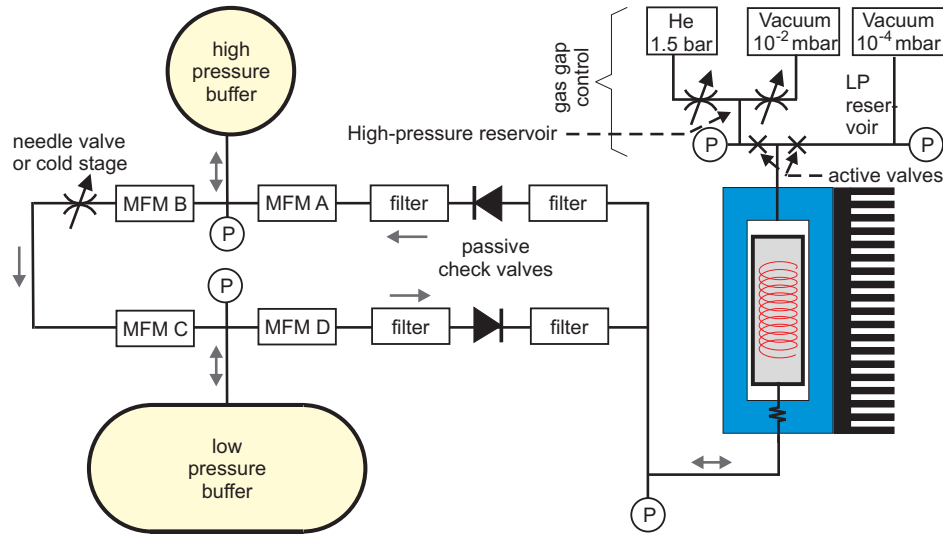 high
pressure
buffer
He
1.5 bar
Vacuum
10⁻² mbar
Vacuum
10⁻⁴ mbar
gas gap
control
LP
reser-
voir
High-pressure reservoir
P
P
active valves
needle valve
or cold stage
MFM B
MFM A
filter
filter
P
passive
check valves
P
MFM C
MFM D
filter
filter
low
pressure
buffer
P